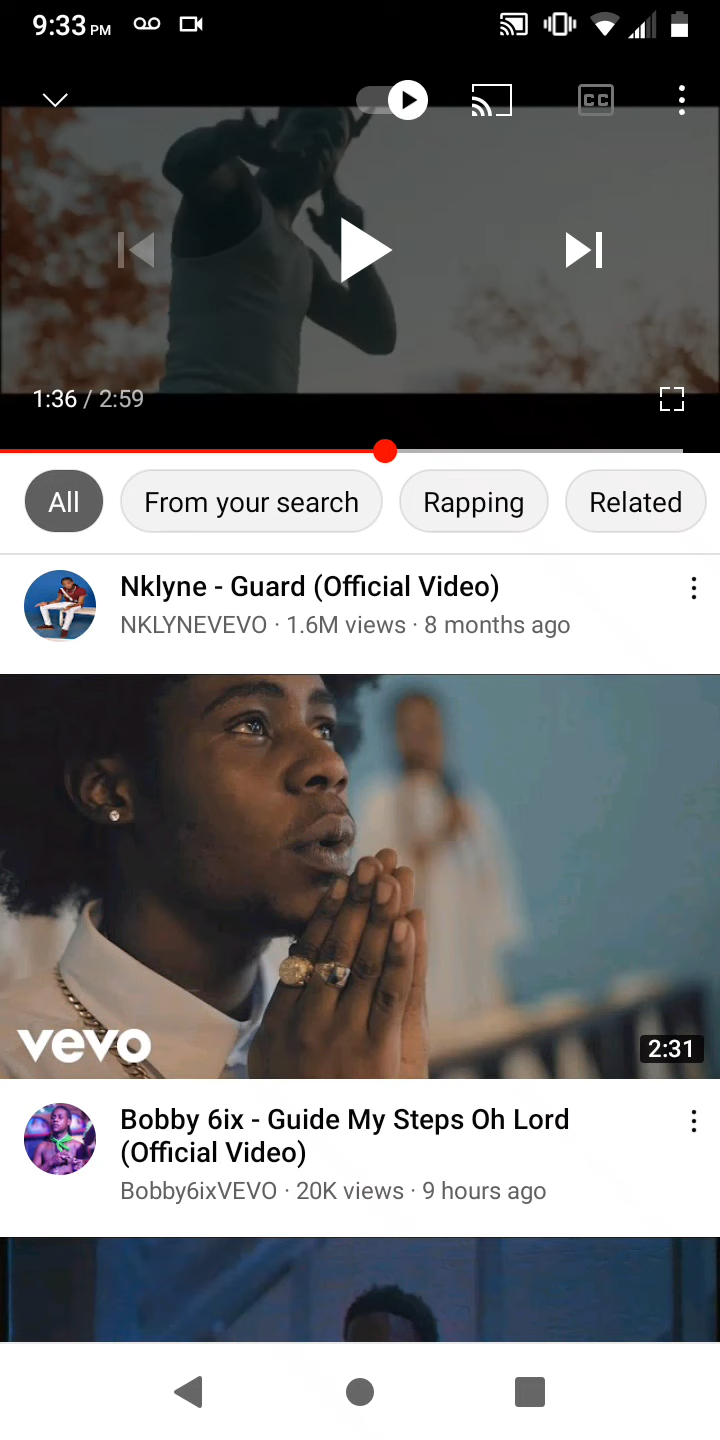 9:33 PM
CC
1:36 / 2:59
All
From your search
Rapping
Related
Nklyne - Guard (Official Video)
NKLYNEVEVO · 1.6M views · 8 months ago
vevo
2:31
Bobby 6ix - Guide My Steps Oh Lord
(Official Video)
Bobby6ixVEVO · 20K views · 9 hours ago